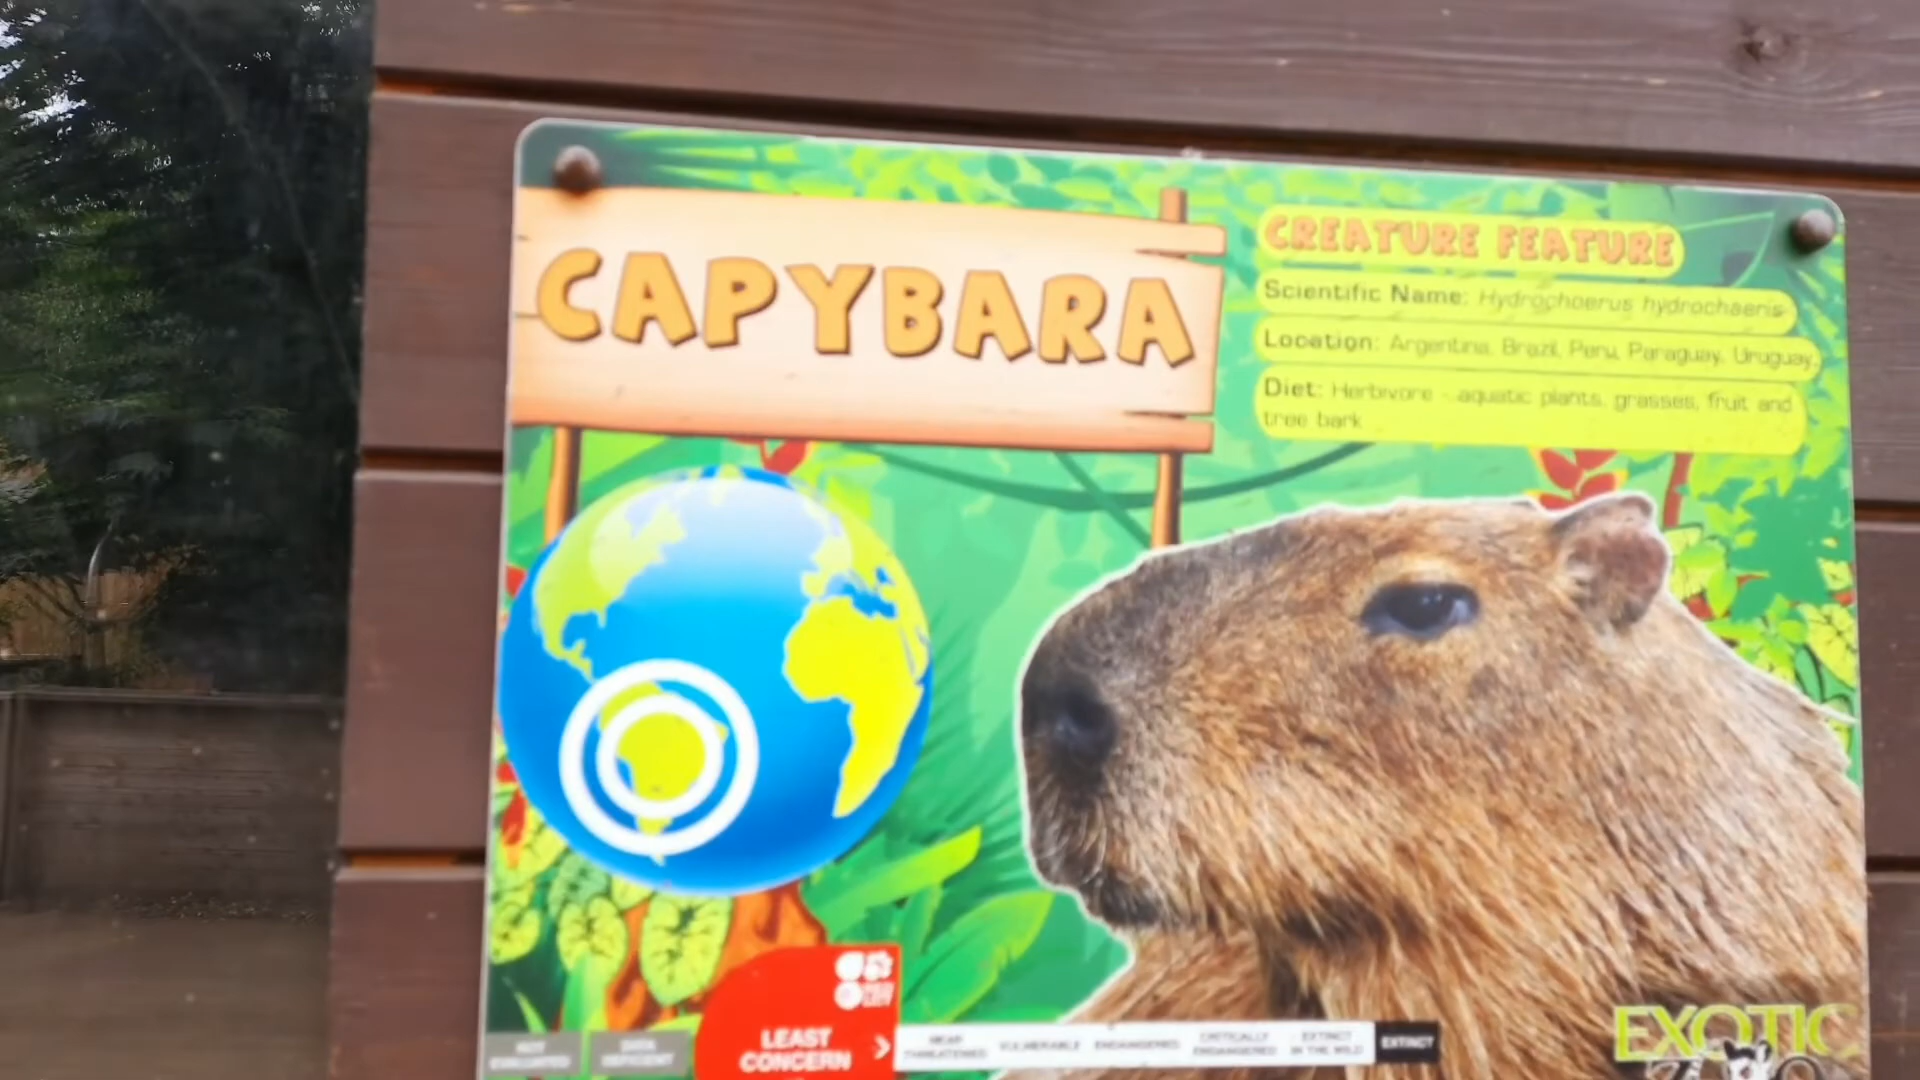 CAPYBARA
CREATURE FEATURE
Scientific Name: Hydrochoerus hydrochaeris
Location: Argentina, Brazil, Peru, Paraguay, Uruguay.
Diet: Herbivore - aquatic plants, grasses, fruit and
tree bark
NOT
EVALUATED
DATA
DEFICIENT
LEAST
CONCERN
NEAR
THREATENED
VULNERABLE
ENDANGERED
CRITICALLY
ENDANGERED
EXTINCT
IN THE WILD
EXTINCT
EXOTIC
ZOO